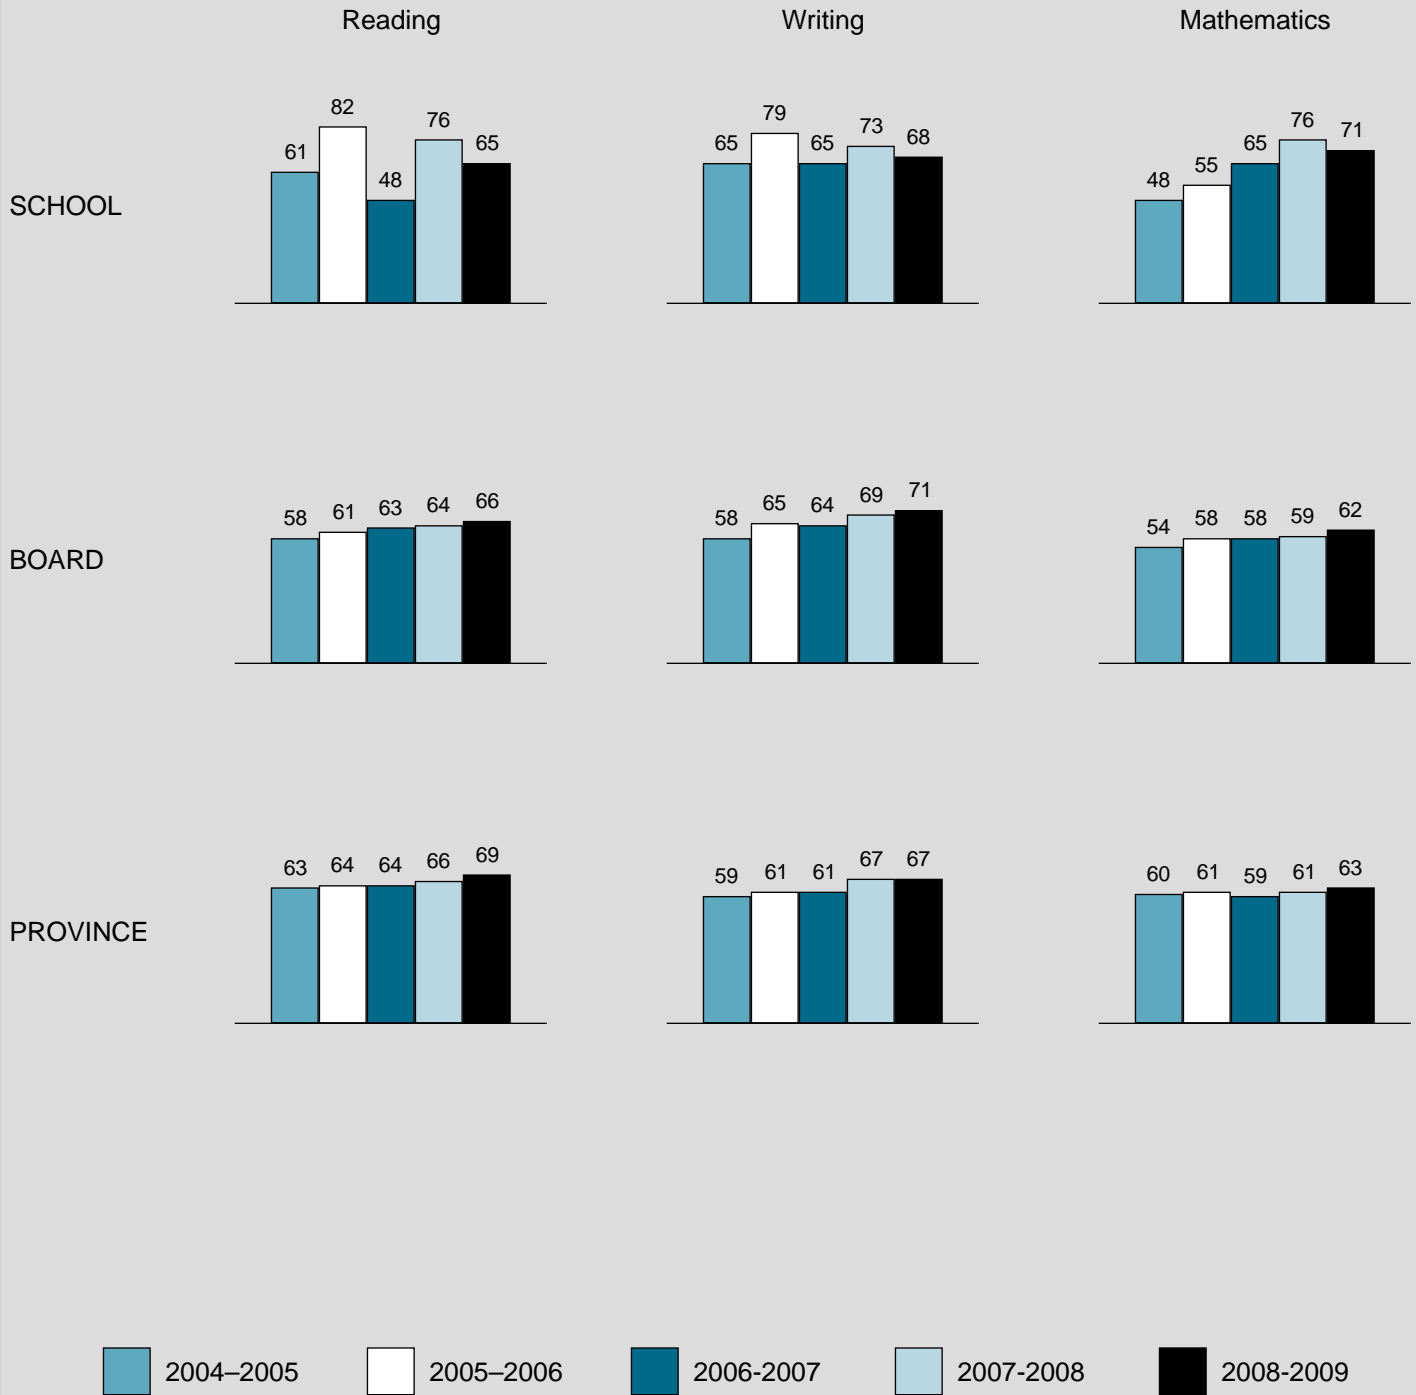 Reading Writing Mathematics
SCHOOL
61 82 48 76 65
65 79 65 73 68
48 55 65 76 71
BOARD
58 61 63 64 66
58 65 64 69 71
54 58 58 59 62
PROVINCE
63 64 64 66 69
59 61 61 67 67
60 61 59 61 63
2004–2005 2005–2006 2006-2007 2007-2008 2008-2009